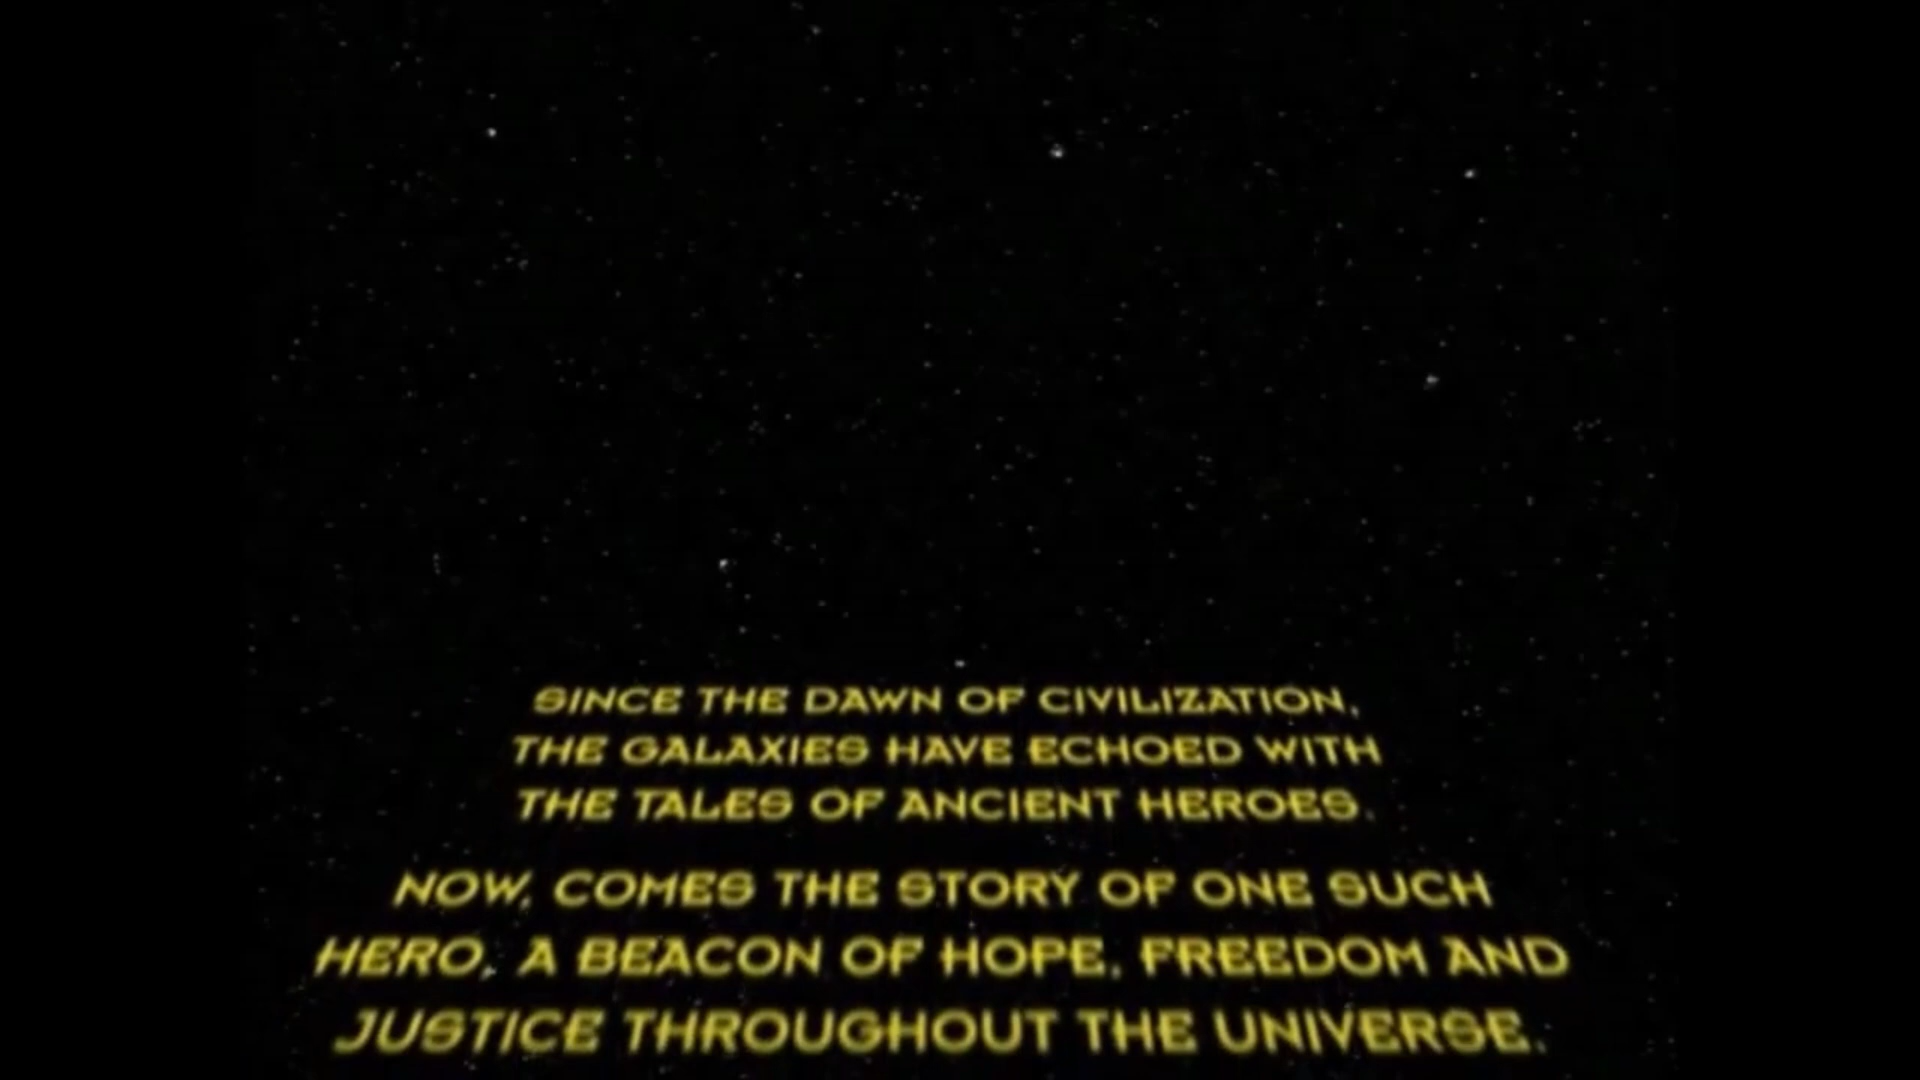 SINCE THE DAWN OF CIVILIZATION,
THE GALAXIES HAVE ECHOED WITH
THE TALES OF ANCIENT HEROES.
NOW, COMES THE STORY OF ONE SUCH
HERO, A BEACON OF HOPE, FREEDOM AND
JUSTICE THROUGHOUT THE UNIVERSE.